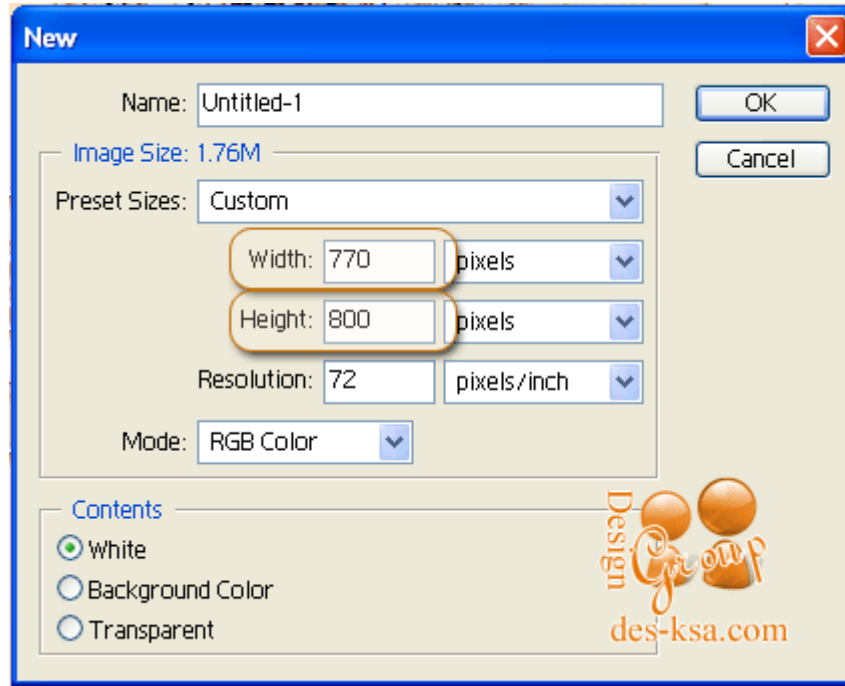 New
Name: Untitled-1
OK
Image Size: 1.76M
Cancel
Preset Sizes: Custom
Width: 770 pixels
Height: 800 pixels
Resolution: 72 pixels/inch
Mode: RGB Color
Contents
White
Background Color
Transparent
Design
Group
des-ksa.com